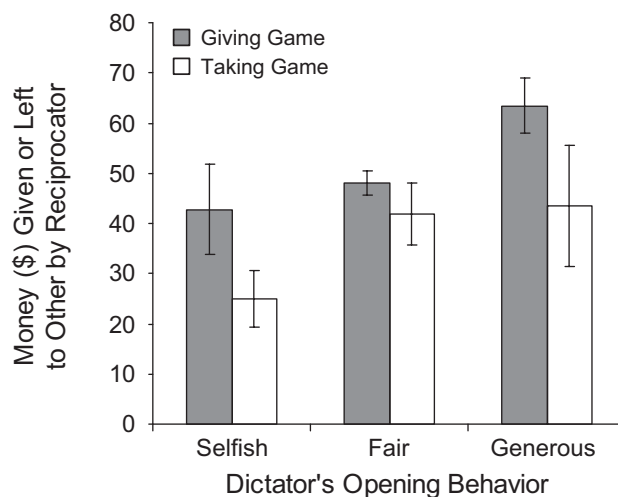 80
70
60
50
40
30
20
10
0
Money ($) Given or Left
to Other by Reciprocator
Giving Game
Taking Game
Selfish
Fair
Generous
Dictator's Opening Behavior